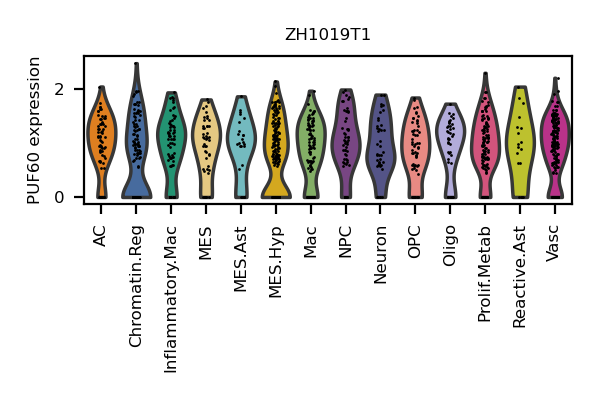 ZH1019T1
PUF60 expression
2
0
AC
Chromatin.Reg
Inflammatory.Mac
MES
MES.Ast
MES.Hyp
Mac
NPC
Neuron
OPC
Oligo
Prolif.Metab
Reactive.Ast
Vasc